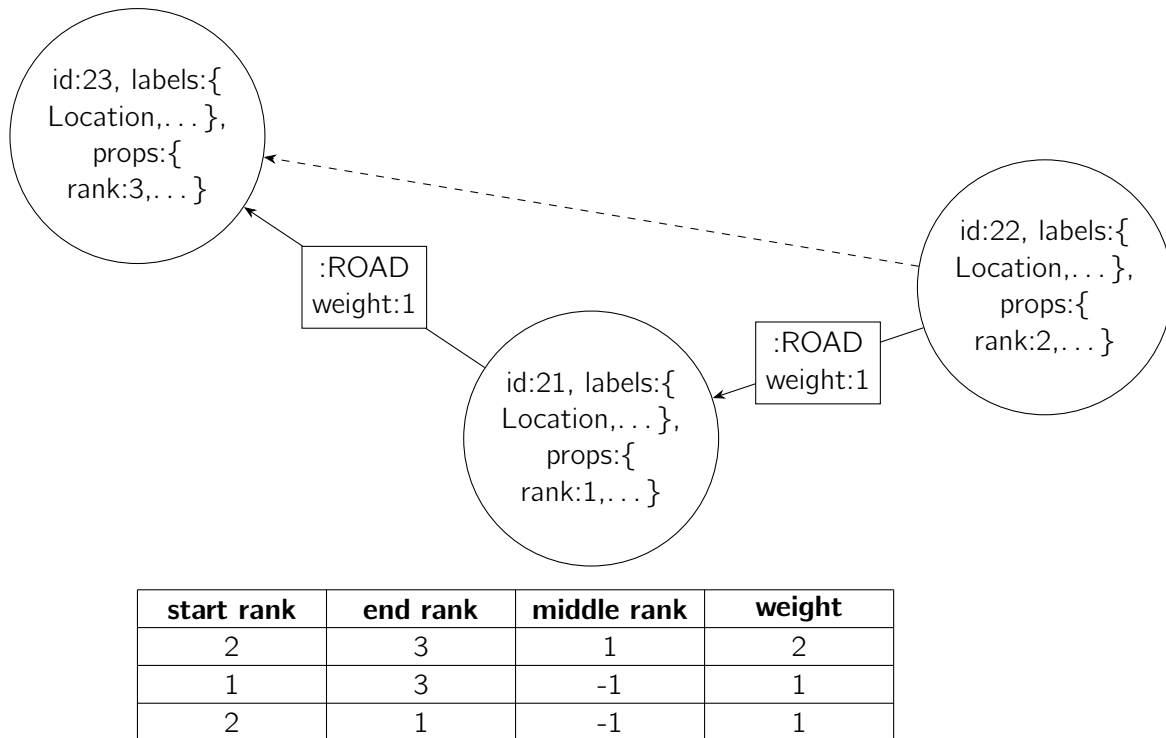 id:23, labels:{
Location,. . . },
props:{
rank:3,. . . }
:ROAD
weight:1
id:22, labels:{
Location,. . . },
props:{
rank:2,. . . }
:ROAD
weight:1
id:21, labels:{
Location,. . . },
props:{
rank:1,. . . }
start rank end rank middle rank weight
2 3 1 2
1 3 -1 1
2 1 -1 1